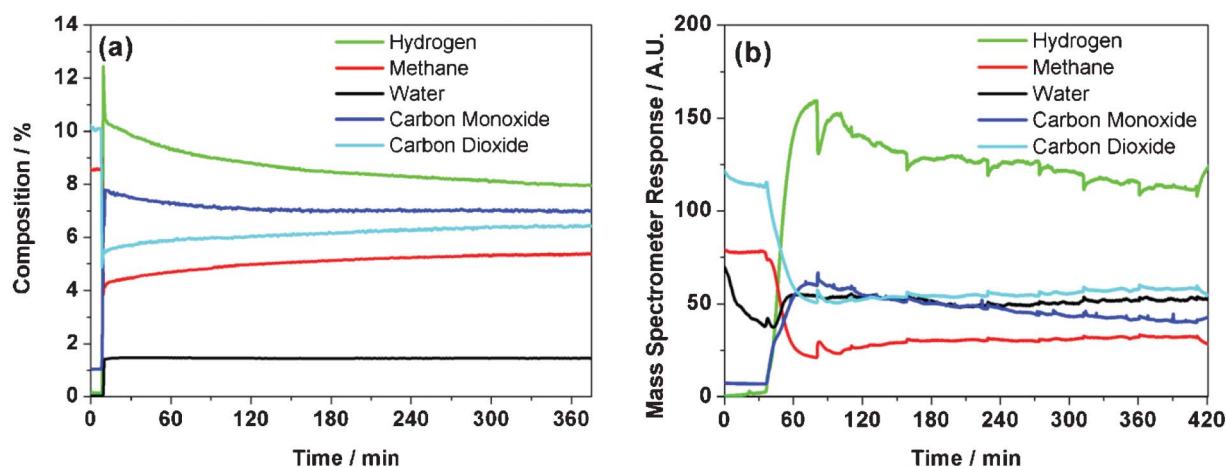 (a)
Hydrogen
Methane
Water
Carbon Monoxide
Carbon Dioxide
Composition / %
14
12
10
8
6
4
2
0
0 60 120 180 240 300 360
Time / min
(b)
Hydrogen
Methane
Water
Carbon Monoxide
Carbon Dioxide
Mass Spectrometer Response / A.U.
200
150
100
50
0
0 60 120 180 240 300 360 420
Time / min